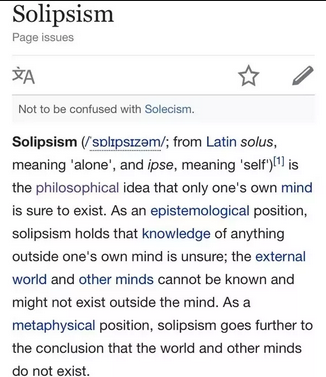 Solipsism
Page issues
文A
Not to be confused with Solecism.
Solipsism (/ˈsɒlɪpsɪzəm/; from Latin solus,
meaning 'alone', and ipse, meaning 'self')[1] is
the philosophical idea that only one's own mind
is sure to exist. As an epistemological position,
solipsism holds that knowledge of anything
outside one's own mind is unsure; the external
world and other minds cannot be known and
might not exist outside the mind. As a
metaphysical position, solipsism goes further to
the conclusion that the world and other minds
do not exist.